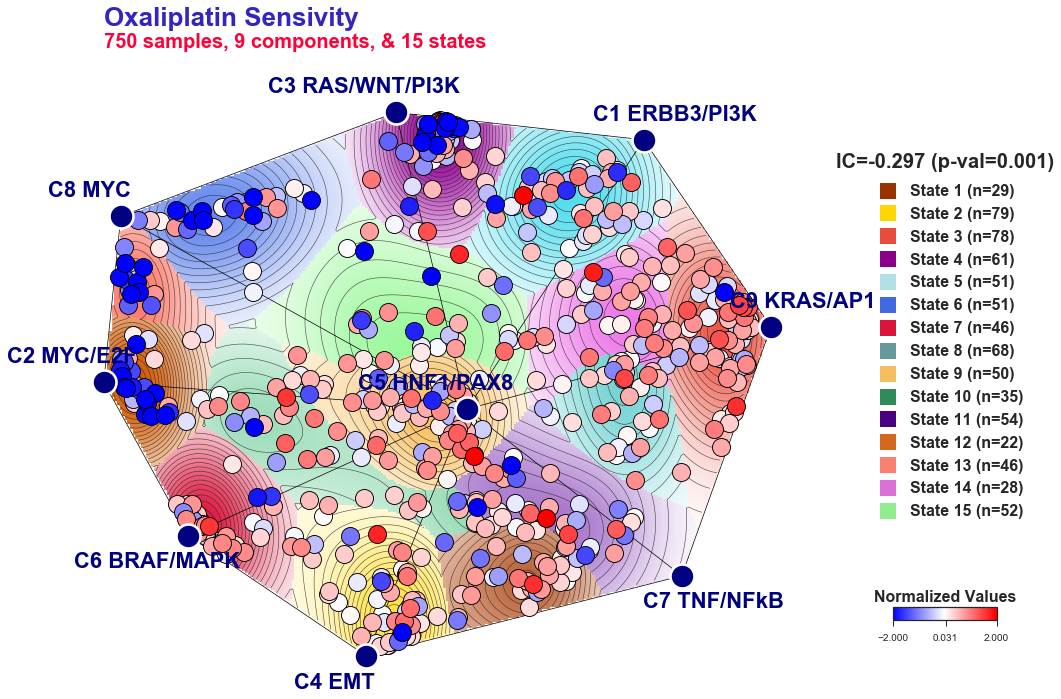 Oxaliplatin Sensivity
750 samples, 9 components, & 15 states
C3 RAS/WNT/PI3K
C1 ERBB3/PI3K
IC=-0.297 (p-val=0.001)
C8 MYC
State 1 (n=29)
State 2 (n=79)
State 3 (n=78)
State 4 (n=61)
State 5 (n=51)
State 6 (n=51)
State 7 (n=46)
State 8 (n=68)
State 9 (n=50)
State 10 (n=35)
State 11 (n=54)
State 12 (n=22)
State 13 (n=46)
State 14 (n=28)
State 15 (n=52)
C9 KRAS/AP1
C2 MYC/E2F
C5 HNF1/PAX8
C6 BRAF/MAPK
C7 TNF/NFkB
C4 EMT
Normalized Values
−2.000 0.031 2.000